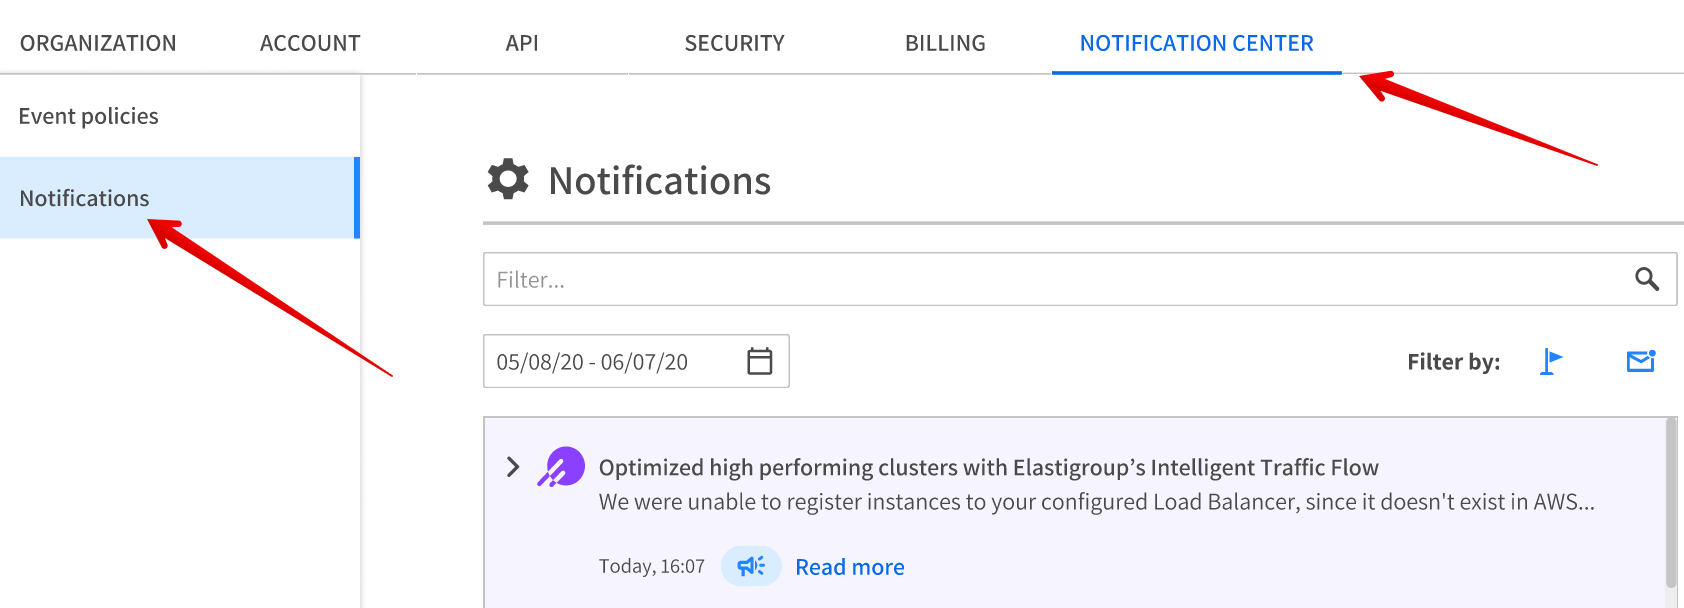 ORGANIZATION ACCOUNT API SECURITY BILLING NOTIFICATION CENTER
Event policies
Notifications
Notifications
Filter...
05/08/20 - 06/07/20 Filter by:
Optimized high performing clusters with Elastigroup’s Intelligent Traffic Flow
We were unable to register instances to your configured Load Balancer, since it doesn't exist in AWS...
Today, 16:07 Read more